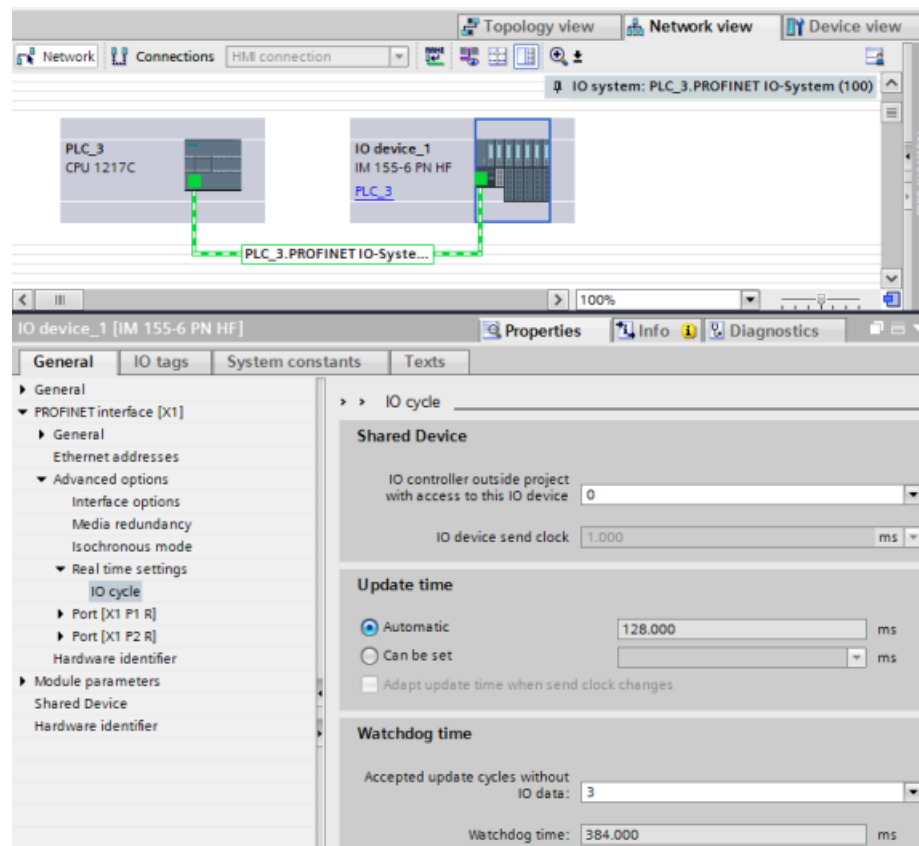 Topology view Network view Device view
Network Connections HMI connection
IO system: PLC_3.PROFINET IO-System (100)
PLC_3
CPU 1217C
IO device_1
IM 155-6 PN HF
PLC_3
PLC_3.PROFINET IO-Syste...
100%
IO device_1 [IM 155-6 PN HF]
Properties Info Diagnostics
General IO tags System constants Texts
General
PROFINET interface [X1]
General
Ethernet addresses
Advanced options
Interface options
Media redundancy
Isochronous mode
Real time settings
IO cycle
Port [X1 P1 R]
Port [X1 P2 R]
Hardware identifier
Module parameters
Shared Device
Hardware identifier
> > IO cycle
Shared Device
IO controller outside project
with access to this IO device 0
IO device send clock 1.000 ms
Update time
Automatic 128.000 ms
Can be set ms
Adapt update time when send clock changes
Watchdog time
Accepted update cycles without
IO data: 3
Watchdog time: 384.000 ms